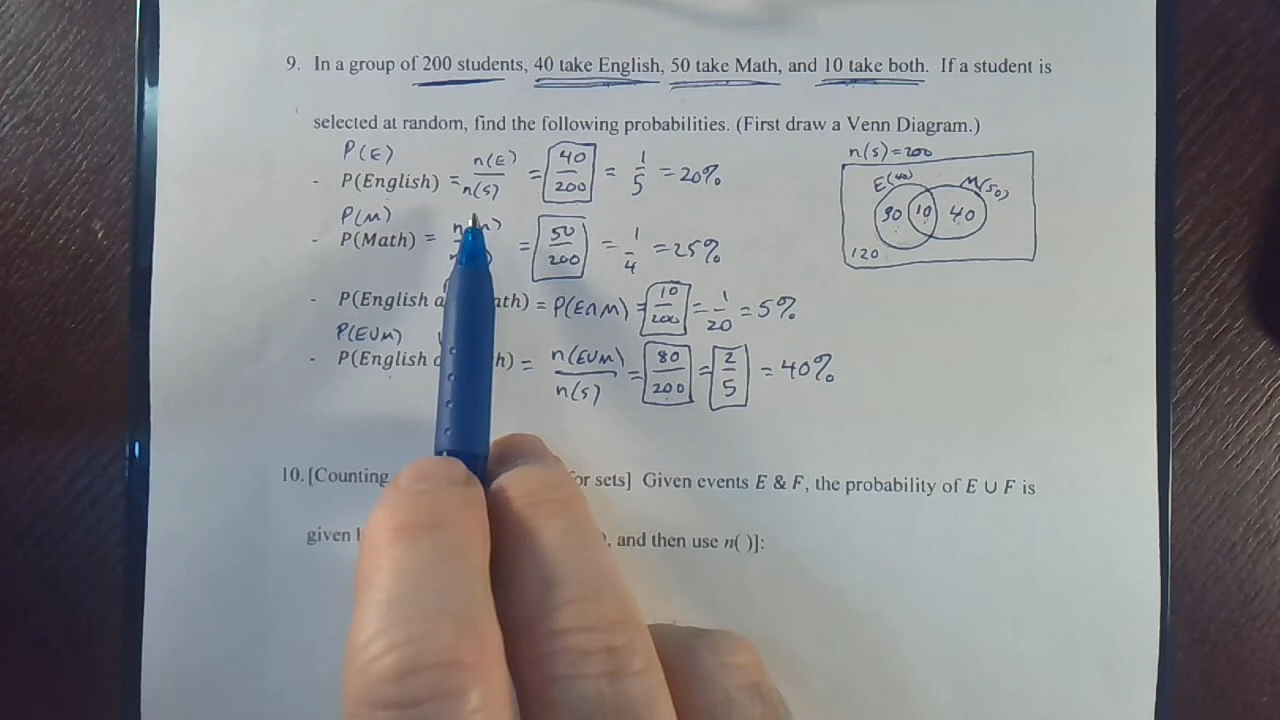 9. In a group of 200 students, 40 take English, 50 take Math, and 10 take both. If a student is
selected at random, find the following probabilities. (First draw a Venn Diagram.)
n(S) = 200
P(E)
- P(English) = n(E) / n(S) = 40/200 = 1/5 = 20%
E(40) M(50)
30 10 40
120
P(M)
- P(Math) = = 50/200 = 1/4 = 25%
- P(English ath) = P(E∩M) = 10/200 = 1/20 = 5%
P(E∪M)
- P(English h) = n(E∪M) / n(S) = 80/200 = 2/5 = 40%
10. [Counting or sets] Given events E & F, the probability of E ∪ F is
given , and then use n( )]: